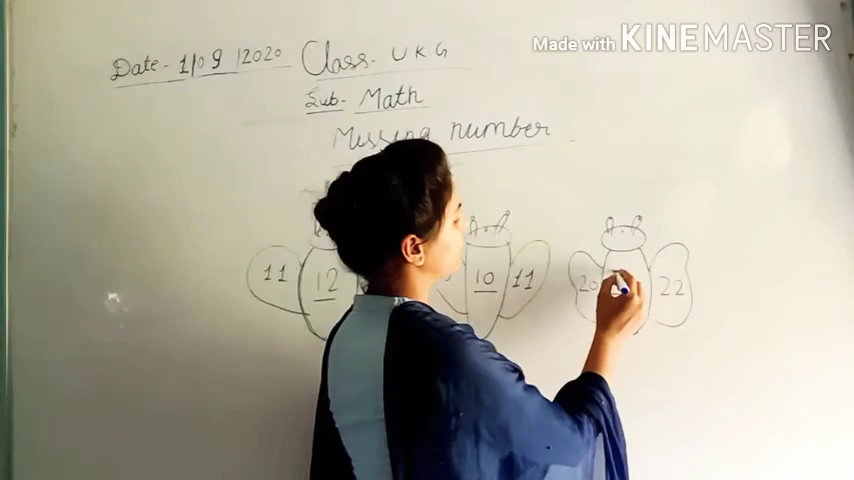 Made with KINEMASTER
Date - 1/09/2020 Class - UKG
Sub - Math
Missing number
11 12 10 11 20 22